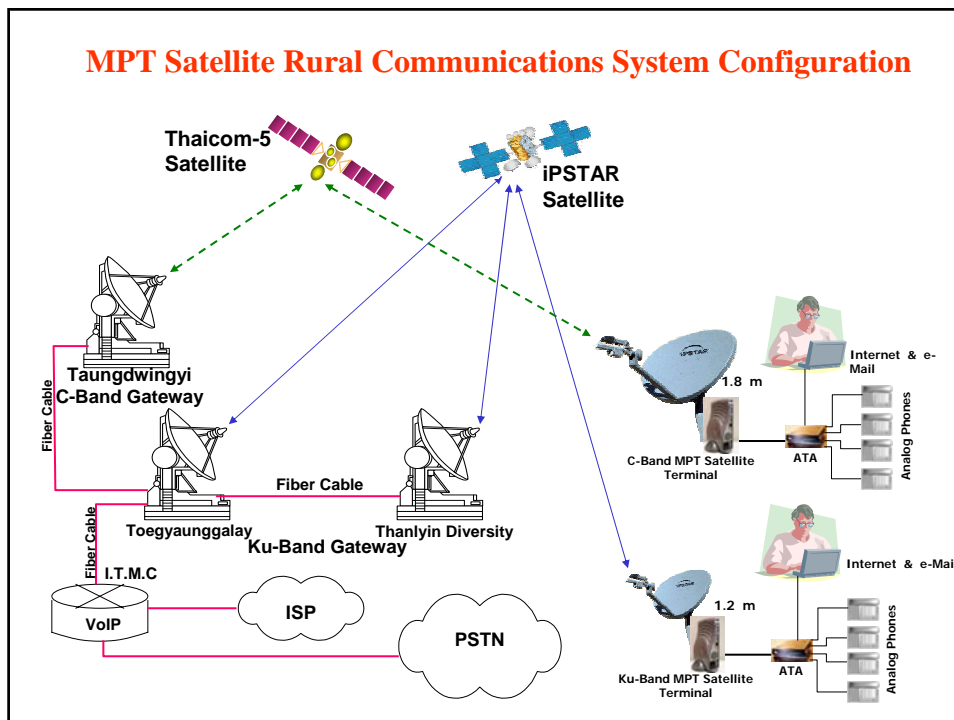 MPT Satellite Rural Communications System Configuration
Thaicom-5
Satellite
iPSTAR
Satellite
Taungdwingyi
C-Band Gateway
Fiber Cable
iPSTAR
1.8 m
Internet & e-
Mail
C-Band MPT Satellite
Terminal
ATA
Analog Phones
Fiber Cable
Toegyaunggalay
Thanlyin Diversity
Ku-Band Gateway
Fiber Cable
I.T.M.C
VoIP
ISP
PSTN
1.2 m
Internet & e-Mai
Ku-Band MPT Satellite
Terminal
ATA
Analog Phones